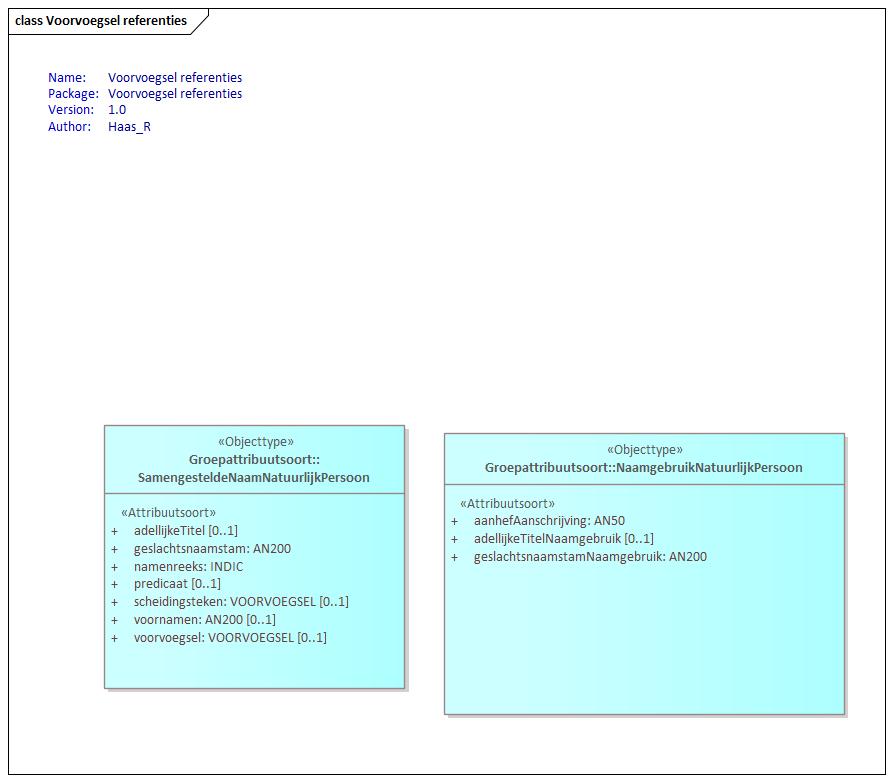 class Voorvoegsel referenties
Name: Voorvoegsel referenties
Package: Voorvoegsel referenties
Version: 1.0
Author: Haas_R
«Objecttype»
Groepattribuutsoort::
SamengesteldeNaamNatuurlijkPersoon
«Attribuutsoort»
+ adellijkeTitel [0..1]
+ geslachtsnaamstam: AN200
+ namenreeks: INDIC
+ predicaat [0..1]
+ scheidingsteken: VOORVOEGSEL [0..1]
+ voornamen: AN200 [0..1]
+ voorvoegsel: VOORVOEGSEL [0..1]
«Objecttype»
Groepattribuutsoort::NaamgebruikNatuurlijkPersoon
«Attribuutsoort»
+ aanhefAanschrijving: AN50
+ adellijkeTitelNaamgebruik [0..1]
+ geslachtsnaamstamNaamgebruik: AN200